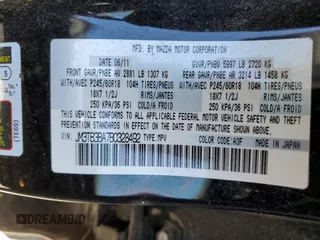 MFD. BY MAZDA MOTOR CORPORATION
DATE 06/11 GVWR/PNBV 5997 LB 2720 KG
FRONT GAWR/PNBE AV 2881 LB 1307 KG REAR GAWR/PNBE AR 3214 LB 1458 KG
WITH/AVEC P245/60R18 104H TIRES/PNEUS WITH/AVEC P245/60R18 104H TIRES/PNEUS
18X7 1/2J RIMS/JANTES 18X7 1/2J RIMS/JANTES
250 KPA/36 PSI COLD/A FROID 250 KPA/36 PSI COLD/A FROID
THIS VEHICLE CONFORMS TO ALL APPLICABLE FEDERAL MOTOR VEHICLE
SAFETY AND THEFT PREVENTION STANDARDS IN EFFECT ON THE DATE OF
MANUFACTURE SHOWN ABOVE.
TYPE:MPV COLOR CODE:A3F MADE IN JAPAN
5
(TE69)
DREAMBID